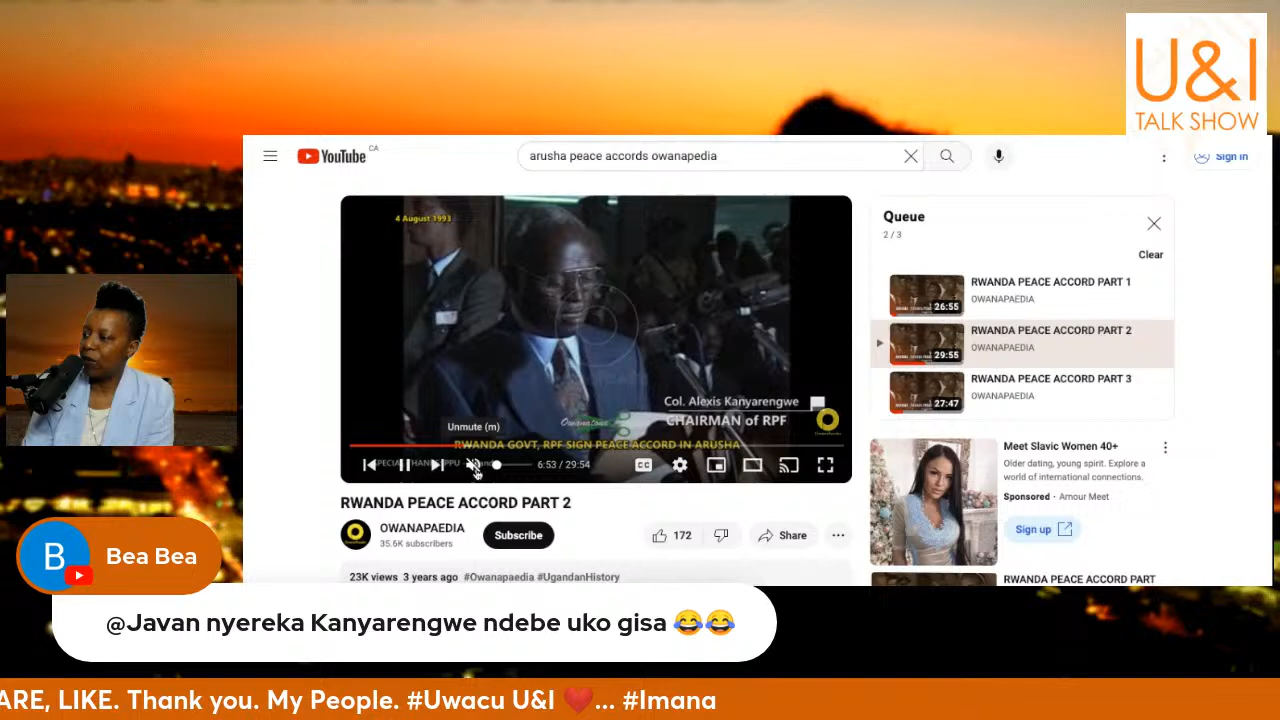 U&I
TALK SHOW
YouTube CA
arusha peace accords owanapedia
Sign in
4 August 1993
Col. Alexis Kanyarengwe
CHAIRMAN of RPF
Unmute (m)
RWANDA GOVT, RPF SIGN PEACE ACCORD IN ARUSHA
6:53 / 29:54
CC
Queue
2 / 3
Clear
RWANDA PEACE ACCORD PART 1
OWANAPAEDIA
26:55
RWANDA PEACE ACCORD PART 2
OWANAPAEDIA
29:55
RWANDA PEACE ACCORD PART 3
OWANAPAEDIA
27:47
RWANDA PEACE ACCORD PART 2
OWANAPAEDIA
35.6K subscribers
Subscribe
172
Share
23K views 3 years ago #Owanapaedia #UgandanHistory
Meet Slavic Women 40+
Older dating, young spirit. Explore a
world of international connections.
Sponsored · Amour Meet
Sign up
RWANDA PEACE ACCORD PART
B
Bea Bea
@Javan nyereka Kanyarengwe ndebe uko gisa 😂😂
ARE, LIKE. Thank you. My People. #Uwacu U&I ❤️... #Imana